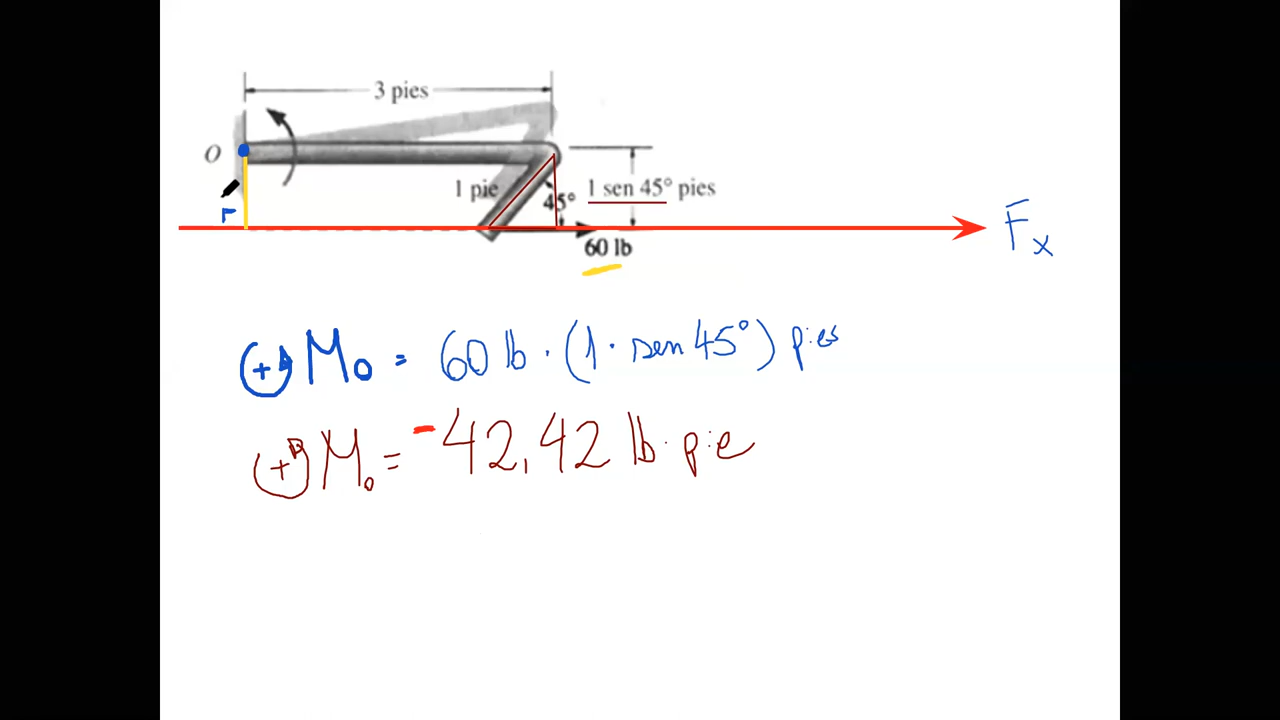 3 pies
O
1 pie
45°
1 sen 45° pies
r
60 lb
Fx
(+) Mo = 60 lb · (1 · sen 45°) pies
(+) Mo = -42,42 lb · pie